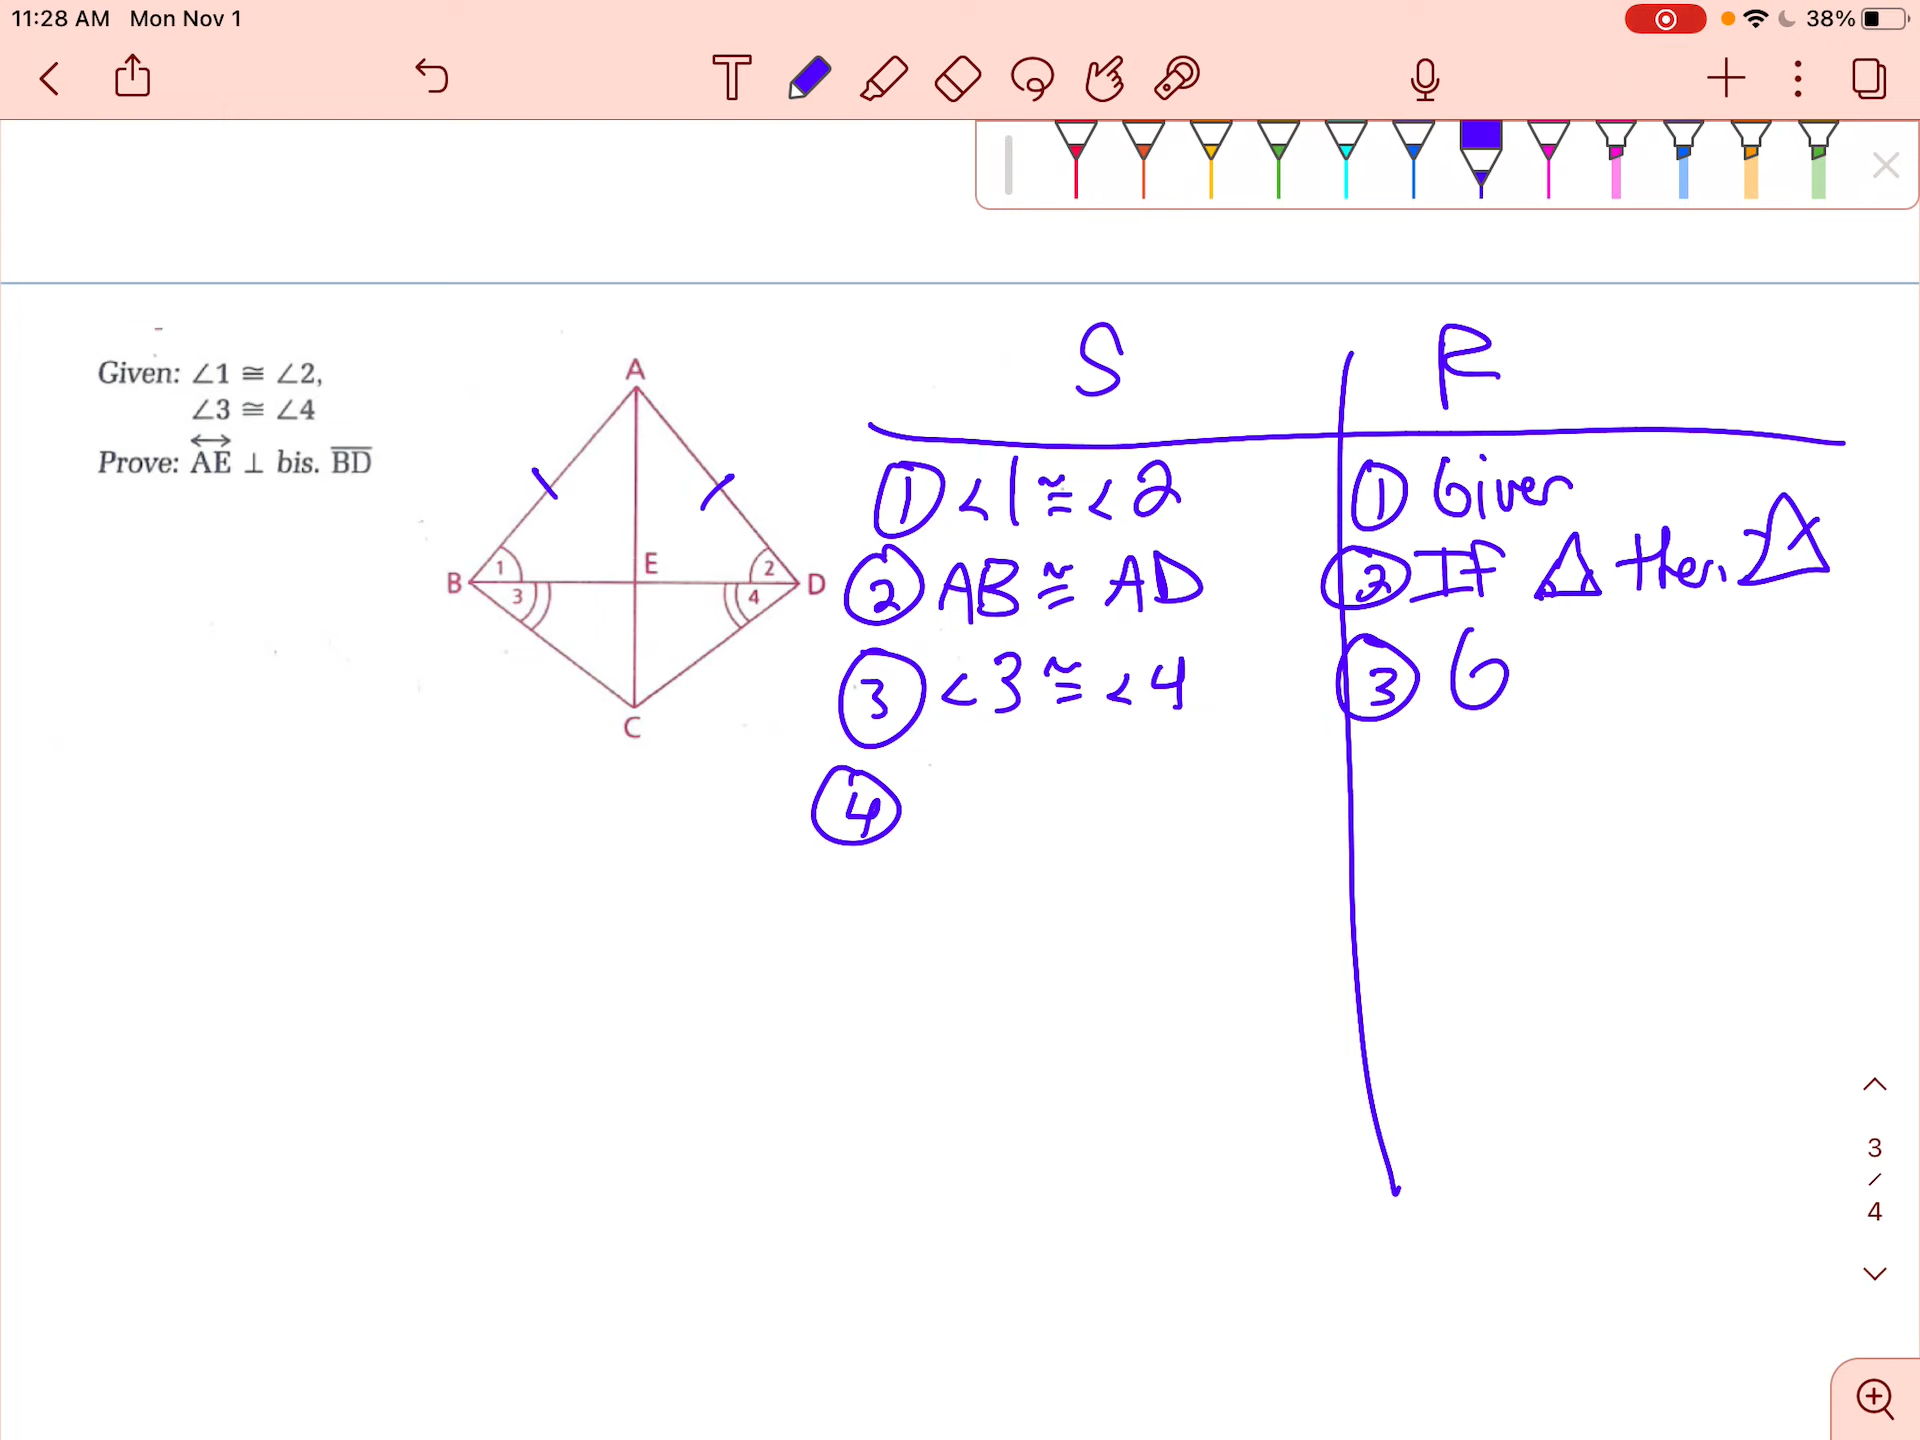 11:28 AM Mon Nov 1
38%
T
Given: ∠1 ≅ ∠2,
∠3 ≅ ∠4
Prove: AE ⊥ bis. BD
A
B
1
E
2
D
3
4
C
S R
① <1 ≅ <2 ① Given
② AB ≅ AD ② If △ then △
③ <3 ≅ <4 ③ G
④
3
/
4